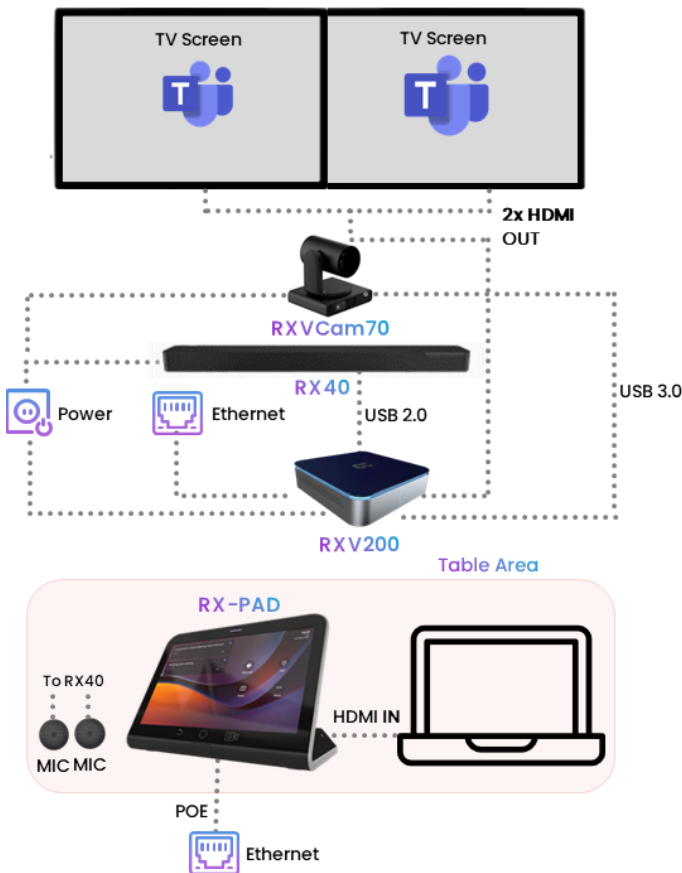 TV Screen
TV Screen
T
T
2x HDMI
OUT
RXVCam70
RX40
Power
Ethernet
USB 2.0
USB 3.0
RXV200
Table Area
RX-PAD
To RX40
HDMI IN
MIC MIC
POE
Ethernet